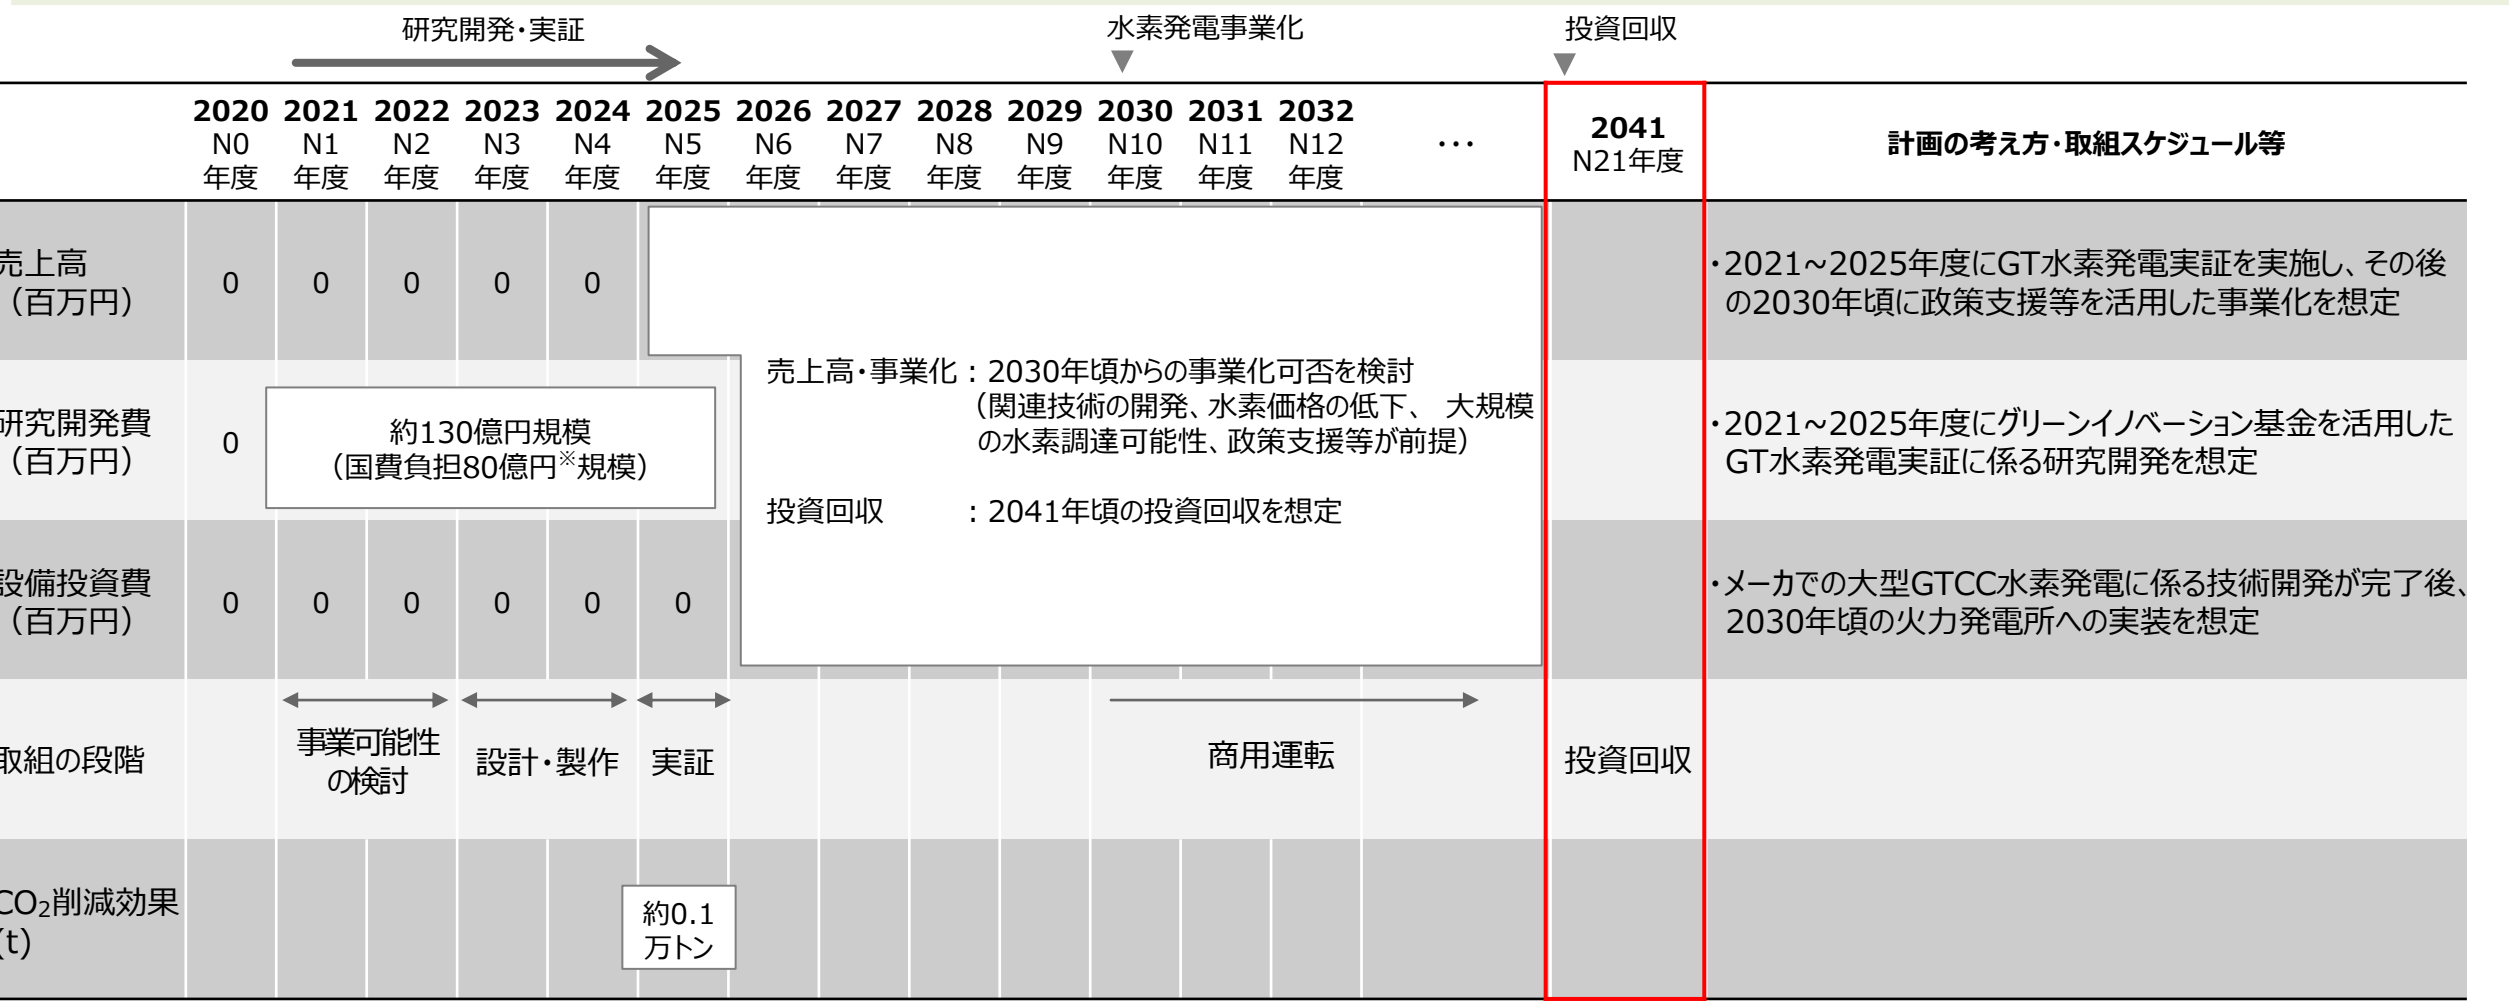 研究開発・実証
水素発電事業化
投資回収
2020 2021 2022 2023 2024 2025 2026 2027 2028 2029 2030 2031 2032
N0 N1 N2 N3 N4 N5 N6 N7 N8 N9 N10 N11 N12
年度 年度 年度 年度 年度 年度 年度 年度 年度 年度 年度 年度 年度
…
2041
N21年度
計画の考え方・取組スケジュール等
売上高
（百万円）
0 0 0 0 0
・2021~2025年度にGT水素発電実証を実施し、その後
の2030年頃に政策支援等を活用した事業化を想定
売上高・事業化：2030年頃からの事業化可否を検討
（関連技術の開発、水素価格の低下、 大規模
の水素調達可能性、政策支援等が前提）
投資回収 ：2041年頃の投資回収を想定
研究開発費
（百万円）
0
約130億円規模
（国費負担80億円※規模）
・2021~2025年度にグリーンイノベーション基金を活用した
GT水素発電実証に係る研究開発を想定
設備投資費
（百万円）
0 0 0 0 0 0
・メーカでの大型GTCC水素発電に係る技術開発が完了後、
2030年頃の火力発電所への実装を想定
取組の段階
事業可能性
の検討
設計・製作
実証
商用運転
投資回収
CO₂削減効果
(t)
約0.1
万トン